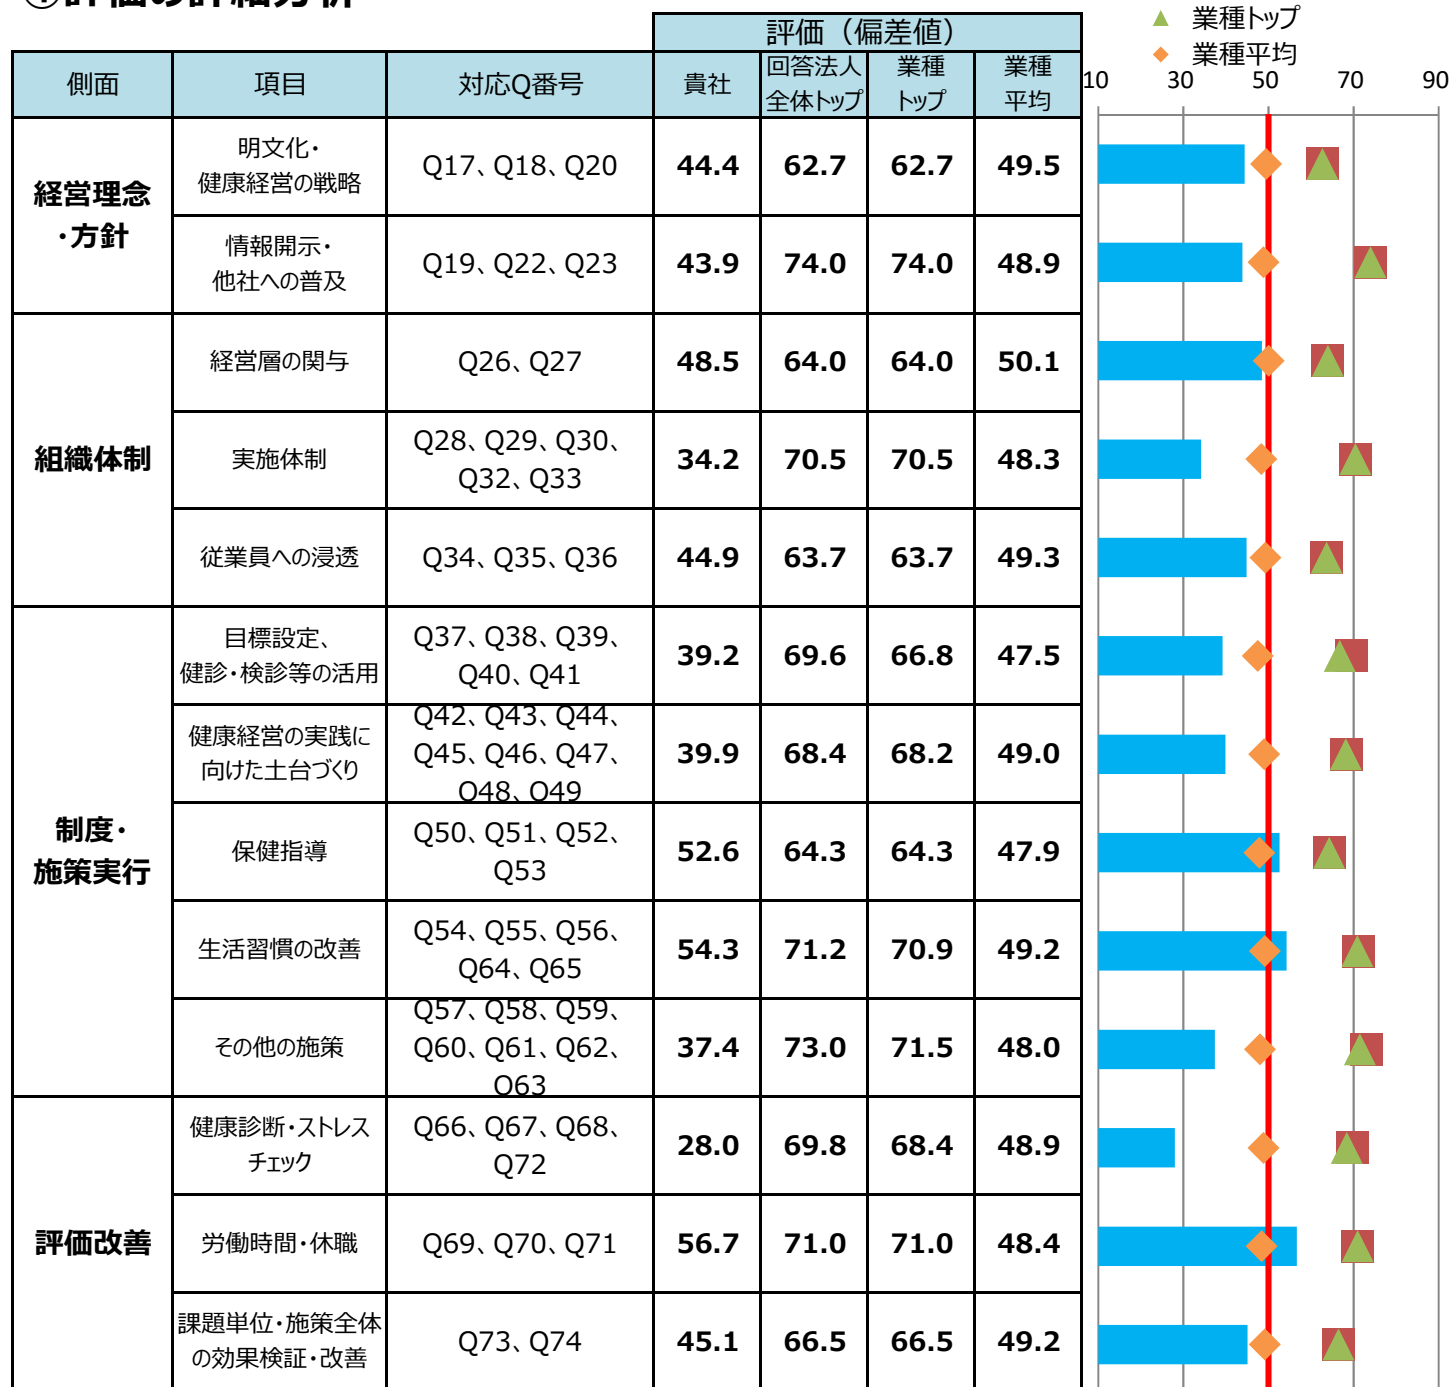 ④評価の詳細分析
▲ 業種トップ
◆ 業種平均
評価（偏差値）
側面 項目 対応Q番号 貴社 回答法人全体トップ 業種トップ 業種平均
10 30 50 70 90
経営理念・方針
明文化・健康経営の戦略 Q17、Q18、Q20 44.4 62.7 62.7 49.5
情報開示・他社への普及 Q19、Q22、Q23 43.9 74.0 74.0 48.9
組織体制
経営層の関与 Q26、Q27 48.5 64.0 64.0 50.1
実施体制 Q28、Q29、Q30、Q32、Q33 34.2 70.5 70.5 48.3
従業員への浸透 Q34、Q35、Q36 44.9 63.7 63.7 49.3
制度・施策実行
目標設定、健診・検診等の活用 Q37、Q38、Q39、Q40、Q41 39.2 69.6 66.8 47.5
健康経営の実践に向けた土台づくり Q42、Q43、Q44、Q45、Q46、Q47、Q48、Q49 39.9 68.4 68.2 49.0
保健指導 Q50、Q51、Q52、Q53 52.6 64.3 64.3 47.9
生活習慣の改善 Q54、Q55、Q56、Q64、Q65 54.3 71.2 70.9 49.2
その他の施策 Q57、Q58、Q59、Q60、Q61、Q62、Q63 37.4 73.0 71.5 48.0
評価改善
健康診断・ストレスチェック Q66、Q67、Q68、Q72 28.0 69.8 68.4 48.9
労働時間・休職 Q69、Q70、Q71 56.7 71.0 71.0 48.4
課題単位・施策全体の効果検証・改善 Q73、Q74 45.1 66.5 66.5 49.2